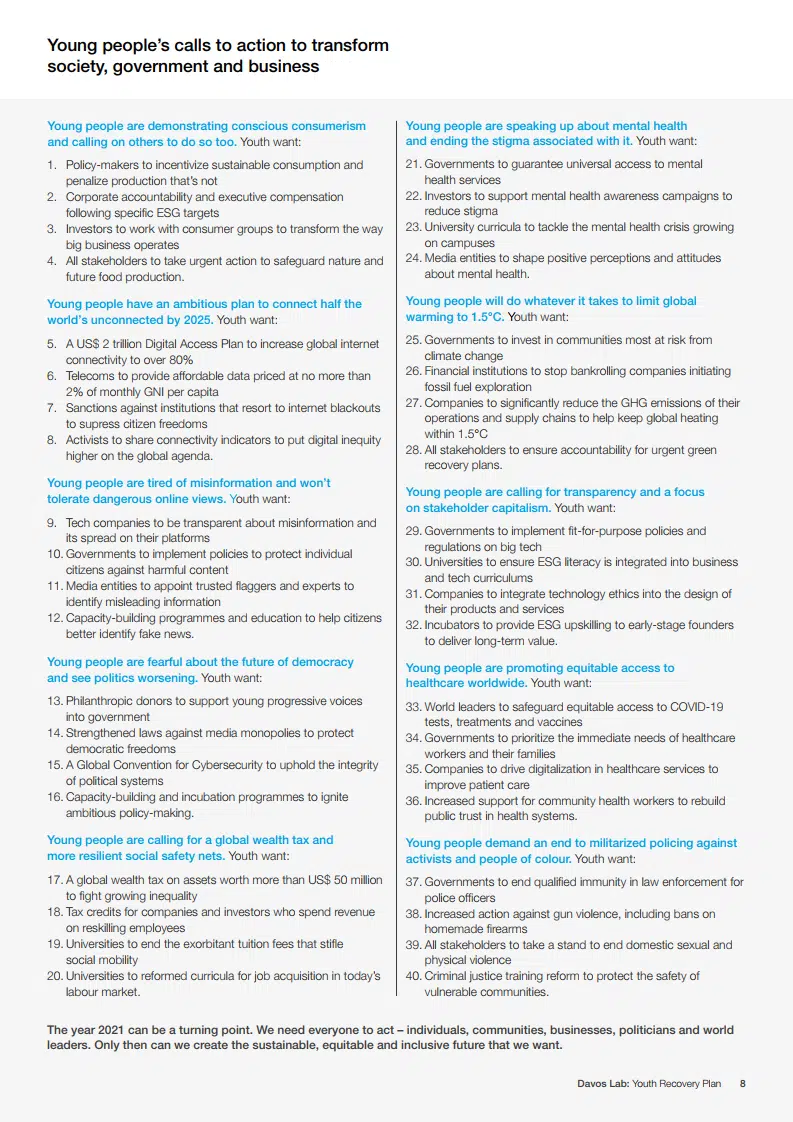 Young people's calls to action to transform
society, government and business
Young people are demonstrating conscious consumerism
and calling on others to do so too. Youth want:
1. Policy-makers to incentivize sustainable consumption and
penalize production that's not
2. Corporate accountability and executive compensation
following specific ESG targets
3. Investors to work with consumer groups to transform the way
big business operates
4. All stakeholders to take urgent action to safeguard nature and
future food production.
Young people have an ambitious plan to connect half the
world's unconnected by 2025. Youth want:
5. A US$ 2 trillion Digital Access Plan to increase global internet
connectivity to over 80%
6. Telecoms to provide affordable data priced at no more than
2% of monthly GNI per capita
7. Sanctions against institutions that resort to internet blackouts
to supress citizen freedoms
8. Activists to share connectivity indicators to put digital inequity
higher on the global agenda.
Young people are tired of misinformation and won't
tolerate dangerous online views. Youth want:
9. Tech companies to be transparent about misinformation and
its spread on their platforms
10. Governments to implement policies to protect individual
citizens against harmful content
11. Media entities to appoint trusted flaggers and experts to
identify misleading information
12. Capacity-building programmes and education to help citizens
better identify fake news.
Young people are fearful about the future of democracy
and see politics worsening. Youth want:
13. Philanthropic donors to support young progressive voices
into government
14. Strengthened laws against media monopolies to protect
democratic freedoms
15. A Global Convention for Cybersecurity to uphold the integrity
of political systems
16. Capacity-building and incubation programmes to ignite
ambitious policy-making.
Young people are calling for a global wealth tax and
more resilient social safety nets. Youth want:
17. A global wealth tax on assets worth more than US$ 50 million
to fight growing inequality
18. Tax credits for companies and investors who spend revenue
on reskilling employees
19. Universities to end the exorbitant tuition fees that stifle
social mobility
20. Universities to reformed curricula for job acquisition in today's
labour market.
Young people are speaking up about mental health
and ending the stigma associated with it. Youth want:
21. Governments to guarantee universal access to mental
health services
22. Investors to support mental health awareness campaigns to
reduce stigma
23. University curricula to tackle the mental health crisis growing
on campuses
24. Media entities to shape positive perceptions and attitudes
about mental health.
Young people will do whatever it takes to limit global
warming to 1.5°C. Youth want:
25. Governments to invest in communities most at risk from
climate change
26. Financial institutions to stop bankrolling companies initiating
fossil fuel exploration
27. Companies to significantly reduce the GHG emissions of their
operations and supply chains to help keep global heating
within 1.5°C
28. All stakeholders to ensure accountability for urgent green
recovery plans.
Young people are calling for transparency and a focus
on stakeholder capitalism. Youth want:
29. Governments to implement fit-for-purpose policies and
regulations on big tech
30. Universities to ensure ESG literacy is integrated into business
and tech curriculums
31. Companies to integrate technology ethics into the design of
their products and services
32. Incubators to provide ESG upskilling to early-stage founders
to deliver long-term value.
Young people are promoting equitable access to
healthcare worldwide. Youth want:
33. World leaders to safeguard equitable access to COVID-19
tests, treatments and vaccines
34. Governments to prioritize the immediate needs of healthcare
workers and their families
35. Companies to drive digitalization in healthcare services to
improve patient care
36. Increased support for community health workers to rebuild
public trust in health systems.
Young people demand an end to militarized policing against
activists and people of colour. Youth want:
37. Governments to end qualified immunity in law enforcement for
police officers
38. Increased action against gun violence, including bans on
homemade firearms
39. All stakeholders to take a stand to end domestic sexual and
physical violence
40. Criminal justice training reform to protect the safety of
vulnerable communities.
The year 2021 can be a turning point. We need everyone to act – individuals, communities, businesses, politicians and world
leaders. Only then can we create the sustainable, equitable and inclusive future that we want.
Davos Lab: Youth Recovery Plan 8